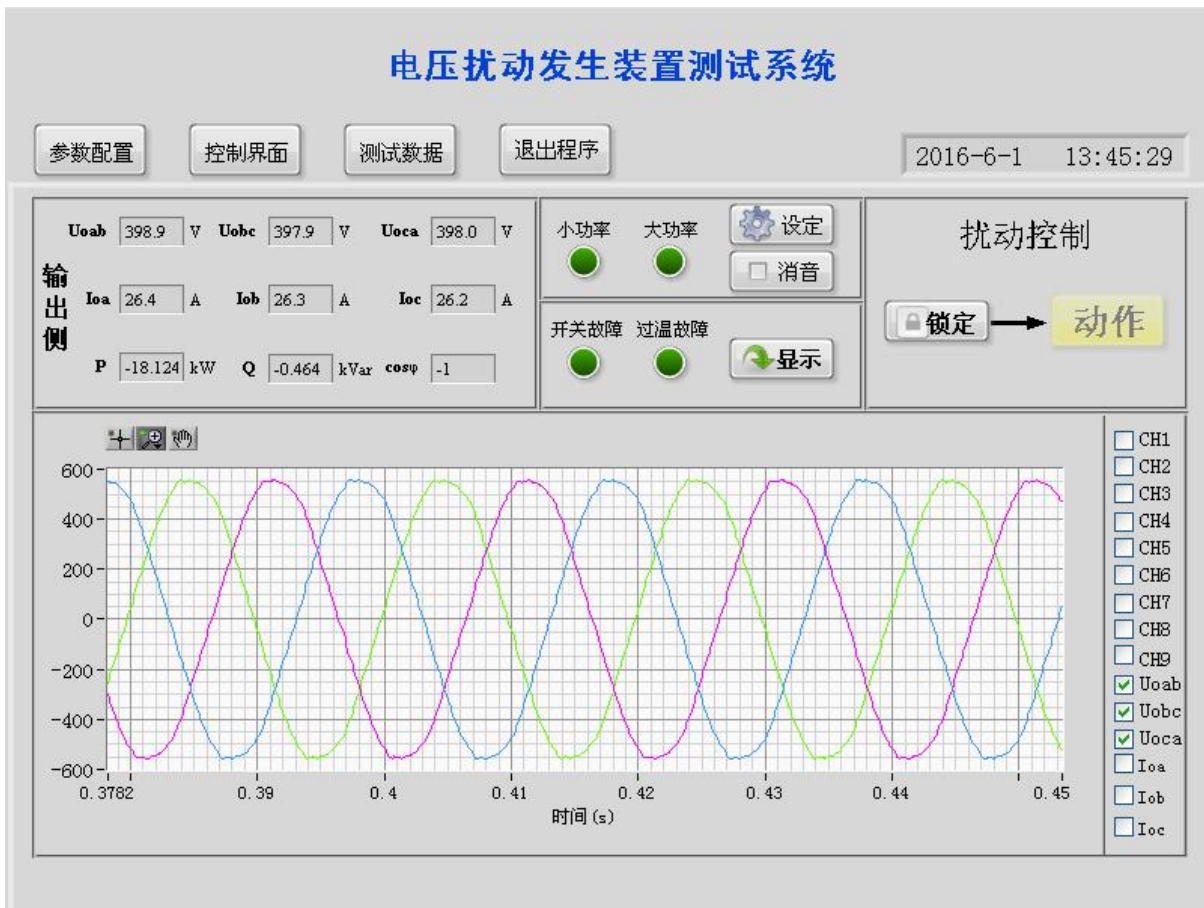 电压扰动发生装置测试系统
参数配置 控制界面 测试数据 退出程序
2016-6-1 13:45:29
输出侧
Uoab 398.9 V Uobc 397.9 V Uoca 398.0 V
Ioa 26.4 A Iob 26.3 A Ioc 26.2 A
P -18.124 kW Q -0.464 kVar cosφ -1
小功率 大功率 设定
消音
开关故障 过温故障
显示
扰动控制
锁定 动作
600
400
200
0
-200
-400
-600
0.3782 0.39 0.4 0.41 0.42 0.43 0.44 0.45
时间(s)
CH1
CH2
CH3
CH4
CH5
CH6
CH7
CH8
CH9
Uoab
Uobc
Uoca
Ioa
Iob
Ioc